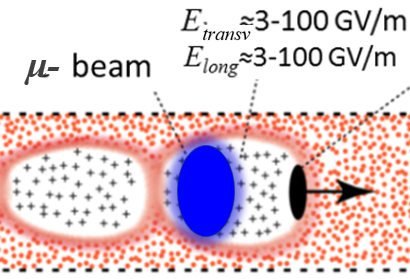 E_transv≈3-100 GV/m
E_long≈3-100 GV/m
μ- beam